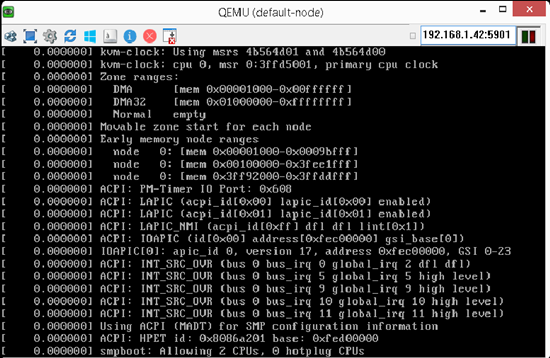 QEMU (default-node)
192.168.1.42:5901
[    0.000000] kvm-clock: Using msrs 4b564d01 and 4b564d00
[    0.000000] kvm-clock: cpu 0, msr 0:3ffd5001, primary cpu clock
[    0.000000] Zone ranges:
[    0.000000]   DMA      [mem 0x00001000-0x00ffffff]
[    0.000000]   DMA32    [mem 0x01000000-0xffffffff]
[    0.000000]   Normal   empty
[    0.000000] Movable zone start for each node
[    0.000000] Early memory node ranges
[    0.000000]   node   0: [mem 0x00001000-0x0009bfff]
[    0.000000]   node   0: [mem 0x00100000-0x3fee1fff]
[    0.000000]   node   0: [mem 0x3ff92000-0x3ffddfff]
[    0.000000] ACPI: PM-Timer IO Port: 0x608
[    0.000000] ACPI: LAPIC (acpi_id[0x00] lapic_id[0x00] enabled)
[    0.000000] ACPI: LAPIC (acpi_id[0x01] lapic_id[0x01] enabled)
[    0.000000] ACPI: LAPIC_NMI (acpi_id[0xff] dfl dfl lint[0x1])
[    0.000000] ACPI: IOAPIC (id[0x00] address[0xfec00000] gsi_base[0])
[    0.000000] IOAPIC[0]: apic_id 0, version 17, address 0xfec00000, GSI 0-23
[    0.000000] ACPI: INT_SRC_OVR (bus 0 bus_irq 0 global_irq 2 dfl dfl)
[    0.000000] ACPI: INT_SRC_OVR (bus 0 bus_irq 5 global_irq 5 high level)
[    0.000000] ACPI: INT_SRC_OVR (bus 0 bus_irq 9 global_irq 9 high level)
[    0.000000] ACPI: INT_SRC_OVR (bus 0 bus_irq 10 global_irq 10 high level)
[    0.000000] ACPI: INT_SRC_OVR (bus 0 bus_irq 11 global_irq 11 high level)
[    0.000000] Using ACPI (MADT) for SMP configuration information
[    0.000000] ACPI: HPET id: 0x8086a201 base: 0xfed00000
[    0.000000] smpboot: Allowing 2 CPUs, 0 hotplug CPUs